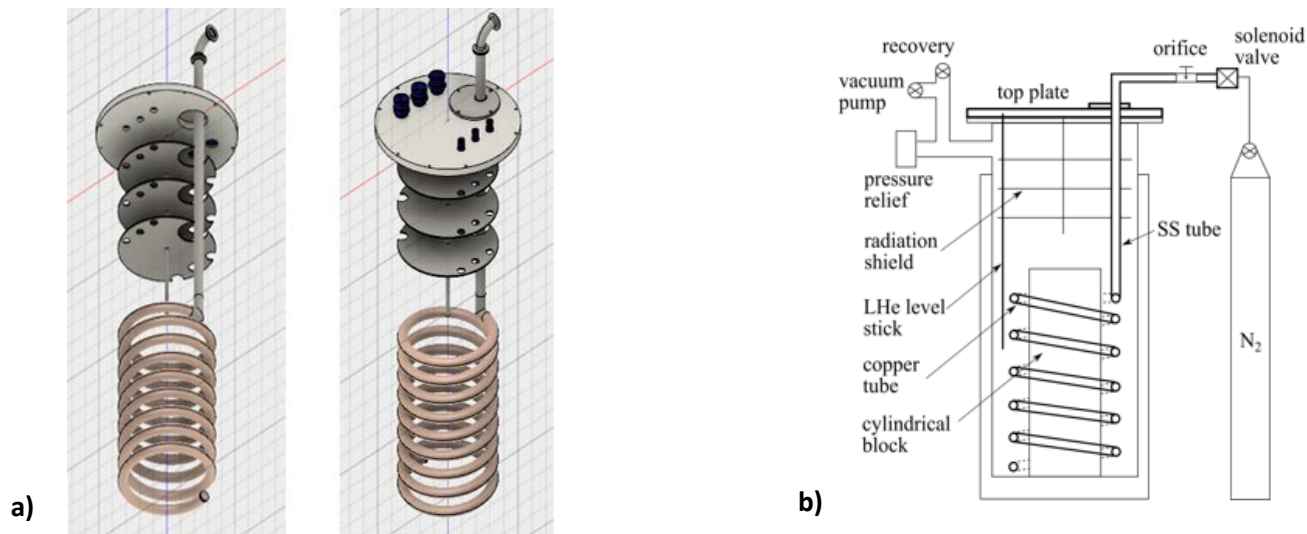 a)
recovery
vacuum
pump
top plate
orifice
solenoid
valve
pressure
relief
radiation
shield
SS tube
LHe level
stick
copper
tube
cylindrical
block
N₂
b)